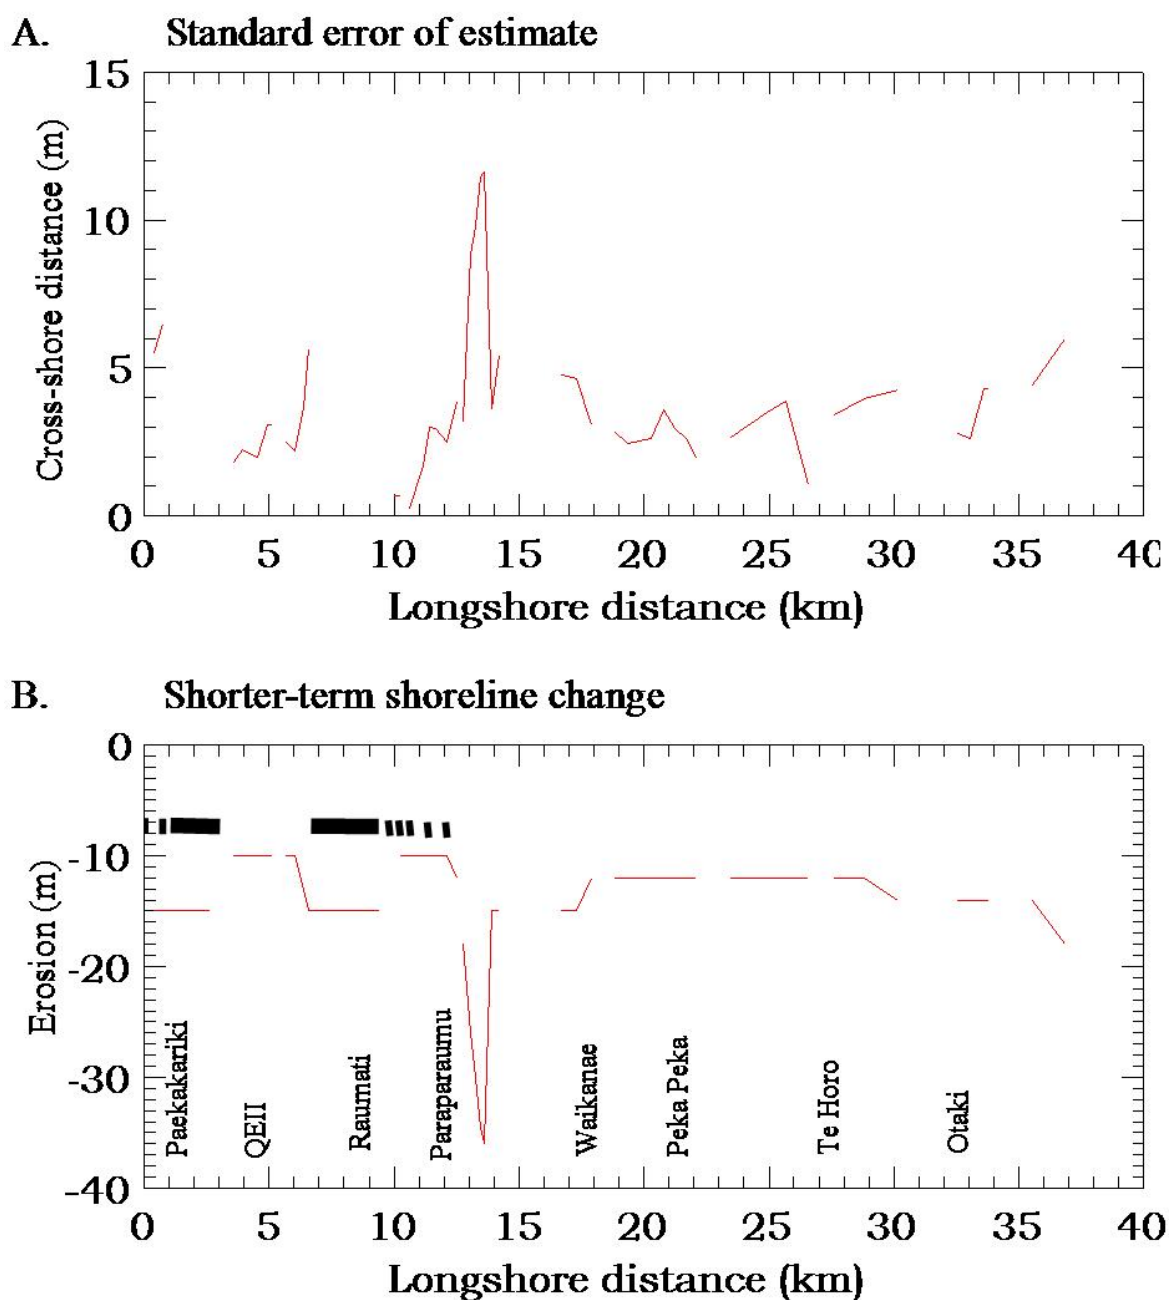 A. Standard error of estimate
15
10
5
0
Cross-shore distance (m)
0 5 10 15 20 25 30 35 40
Longshore distance (km)
B. Shorter-term shoreline change
0
-10
-20
-30
-40
Erosion (m)
Paekakariki
QEII
Raumati
Paraparaumu
Waikanae
Peka Peka
Te Horo
Otaki
0 5 10 15 20 25 30 35 40
Longshore distance (km)